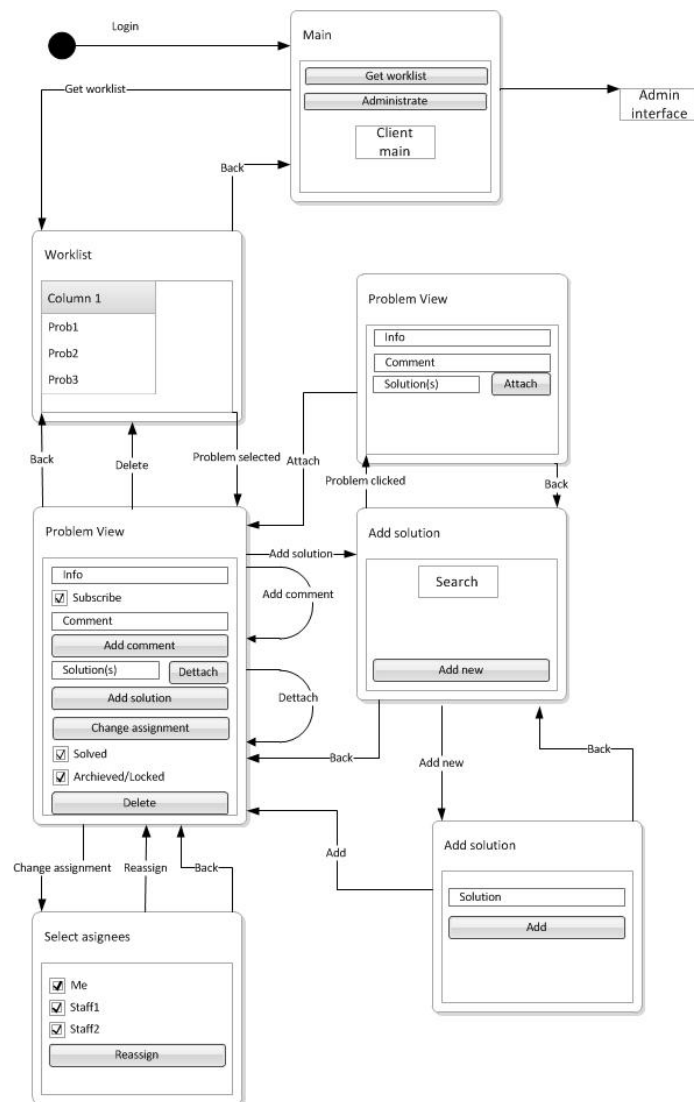 Login
Main
Get worklist
Administrate
Client
main
Admin
interface
Get worklist
Back
Worklist
Column 1
Prob1
Prob2
Prob3
Problem View
Info
Comment
Solution(s)
Attach
Back
Delete
Problem selected
Attach
Problem clicked
Back
Problem View
Info
Subscribe
Comment
Add comment
Solution(s)
Dettach
Add solution
Change assignment
Solved
Archieved/Locked
Delete
Add solution
Add comment
Dettach
Add solution
Search
Add new
Back
Add new
Back
Add
Add solution
Solution
Add
Change assignment
Reassign
Back
Select asignees
Me
Staff1
Staff2
Reassign